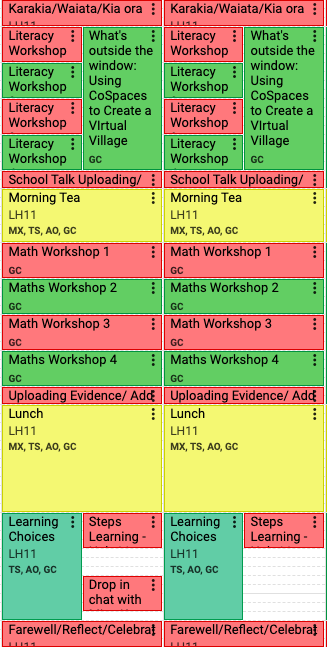 Karakia/Waiata/Kia ora
LH11
Literacy
Workshop
Literacy
Workshop
Literacy
Workshop
Literacy
Workshop
What's
outside the
window:
Using
CoSpaces
to Create a
VIrtual
Village
GC
School Talk Uploading/
Morning Tea
LH11
MX, TS, AO, GC
Math Workshop 1
GC
Maths Workshop 2
GC
Math Workshop 3
GC
Maths Workshop 4
GC
Uploading Evidence/ Add
Lunch
LH11
MX, TS, AO, GC
Learning
Choices
LH11
TS, AO, GC
Steps
Learning -
Drop in
chat with
Farewell/Reflect/Celebrat
LH11
Karakia/Waiata/Kia ora
LH11
Literacy
Workshop
Literacy
Workshop
Literacy
Workshop
Literacy
Workshop
What's
outside the
window:
Using
CoSpaces
to Create a
VIrtual
Village
GC
School Talk Uploading/
Morning Tea
LH11
MX, TS, AO, GC
Math Workshop 1
GC
Maths Workshop 2
GC
Math Workshop 3
GC
Maths Workshop 4
GC
Uploading Evidence/ Add
Lunch
LH11
MX, TS, AO, GC
Learning
Choices
LH11
TS, AO, GC
Steps
Learning -
Farewell/Reflect/Celebrat
LH11